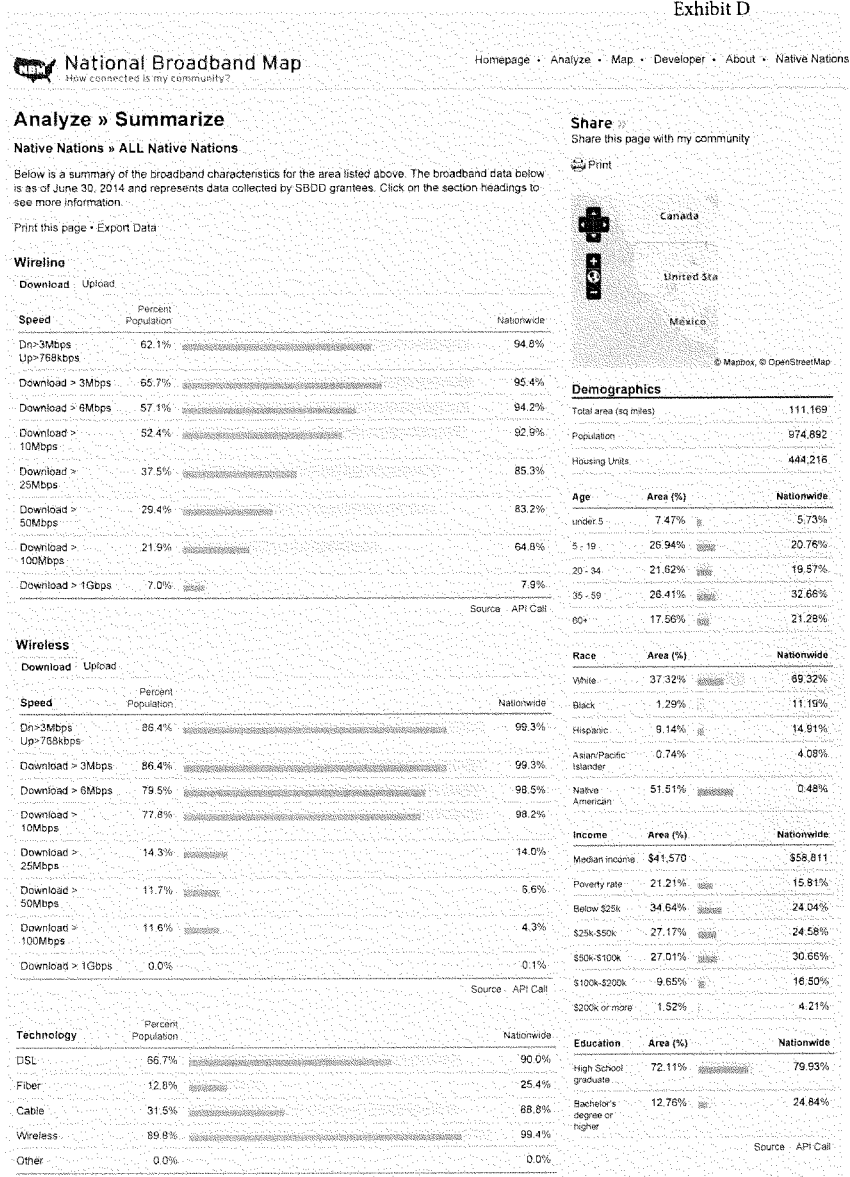 Exhibit D
NBM
National Broadband Map
How connected is my community?
Homepage • Analyze • Map • Developer • About • Native Nations
Analyze » Summarize
Native Nations » ALL Native Nations
Below is a summary of the broadband characteristics for the area listed above. The broadband data below
is as of June 30, 2014 and represents data collected by SBDD grantees. Click on the section headings to
see more information.
Print this page • Export Data
Wireline
Download Upload
Speed Percent Population Nationwide
Dn>3Mbps Up>768kbps 62.1% 94.8%
Download > 3Mbps 65.7% 95.4%
Download > 6Mbps 57.1% 94.2%
Download > 10Mbps 52.4% 92.9%
Download > 25Mbps 37.5% 85.3%
Download > 50Mbps 29.4% 83.2%
Download > 100Mbps 21.9% 64.8%
Download > 1Gbps 7.0% 7.9%
Source API Call
Wireless
Download Upload
Speed Percent Population Nationwide
Dn>3Mbps Up>768kbps 86.4% 99.3%
Download > 3Mbps 86.4% 99.3%
Download > 6Mbps 79.5% 98.5%
Download > 10Mbps 77.8% 98.2%
Download > 25Mbps 14.3% 14.0%
Download > 50Mbps 11.7% 6.6%
Download > 100Mbps 11.6% 4.3%
Download > 1Gbps 0.0% 0.1%
Source API Call
Technology Percent Population Nationwide
DSL 66.7% 90.0%
Fiber 12.8% 25.4%
Cable 31.5% 88.8%
Wireless 89.8% 99.4%
Other 0.0% 0.0%
Share »
Share this page with my community
Print
Canada
United Sta
Mexico
© Mapbox, © OpenStreetMap
Demographics
Total area (sq miles) 111,169
Population 974,892
Housing Units 444,216
Age Area (%) Nationwide
under 5 7.47% 5.73%
5 - 19 26.94% 20.76%
20 - 34 21.62% 19.57%
35 - 59 26.41% 32.66%
60+ 17.56% 21.28%
Race Area (%) Nationwide
White 37.32% 69.32%
Black 1.29% 11.19%
Hispanic 9.14% 14.91%
Asian/Pacific Islander 0.74% 4.08%
Native American 51.51% 0.48%
Income Area (%) Nationwide
Median income $41,570 $58,811
Poverty rate 21.21% 15.81%
Below $25k 34.64% 24.04%
$25k-$50k 27.17% 24.58%
$50k-$100k 27.01% 30.66%
$100k-$200k 9.65% 16.50%
$200k or more 1.52% 4.21%
Education Area (%) Nationwide
High School graduate 72.11% 79.93%
Bachelor's degree or higher 12.76% 24.84%
Source API Call